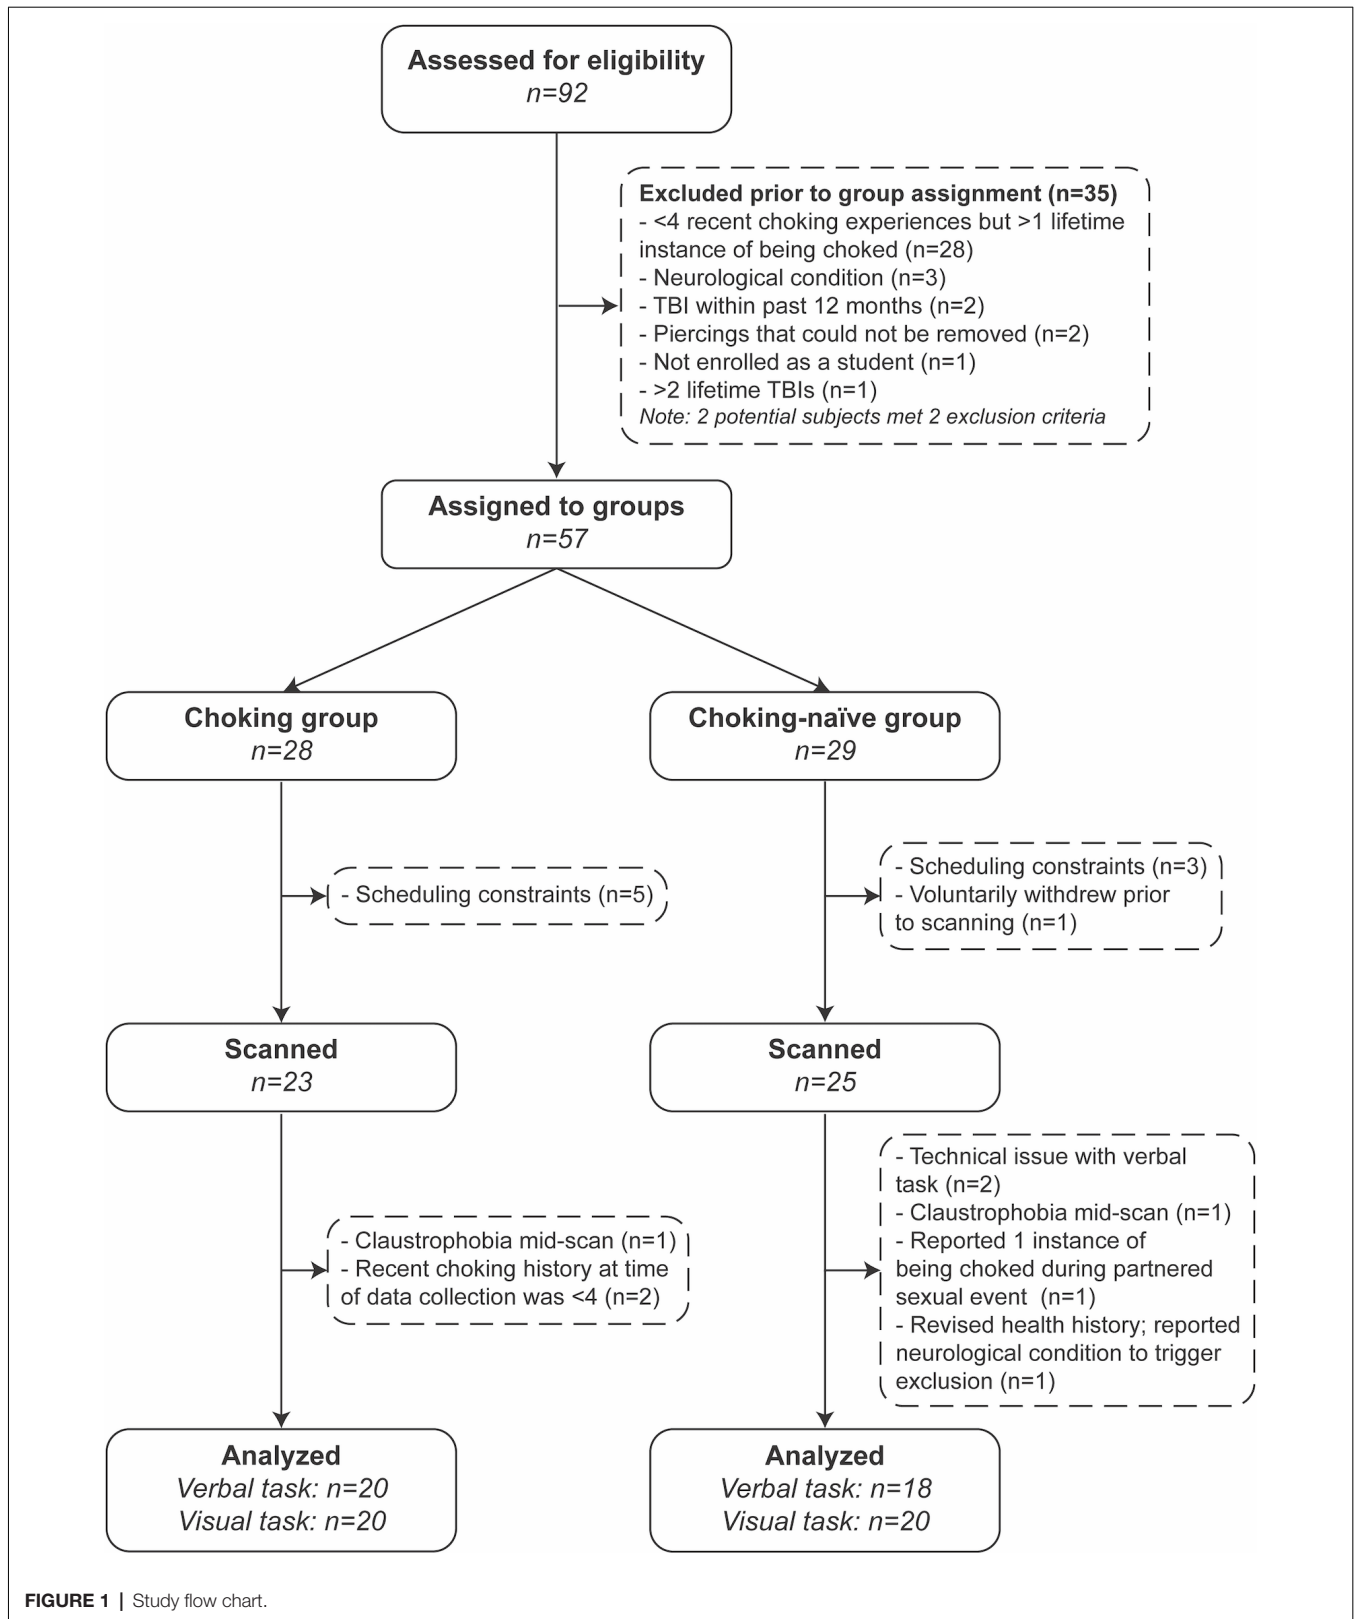 Assessed for eligibility
n=92
Excluded prior to group assignment (n=35)
- <4 recent choking experiences but >1 lifetime
instance of being choked (n=28)
- Neurological condition (n=3)
- TBI within past 12 months (n=2)
- Piercings that could not be removed (n=2)
- Not enrolled as a student (n=1)
- >2 lifetime TBIs (n=1)
Note: 2 potential subjects met 2 exclusion criteria
Assigned to groups
n=57
Choking group
n=28
Choking-naïve group
n=29
- Scheduling constraints (n=5)
- Scheduling constraints (n=3)
- Voluntarily withdrew prior
to scanning (n=1)
Scanned
n=23
Scanned
n=25
- Claustrophobia mid-scan (n=1)
- Recent choking history at time
of data collection was <4 (n=2)
- Technical issue with verbal
task (n=2)
- Claustrophobia mid-scan (n=1)
- Reported 1 instance of
being choked during partnered
sexual event (n=1)
- Revised health history; reported
neurological condition to trigger
exclusion (n=1)
Analyzed
Verbal task: n=20
Visual task: n=20
Analyzed
Verbal task: n=18
Visual task: n=20
FIGURE 1 | Study flow chart.